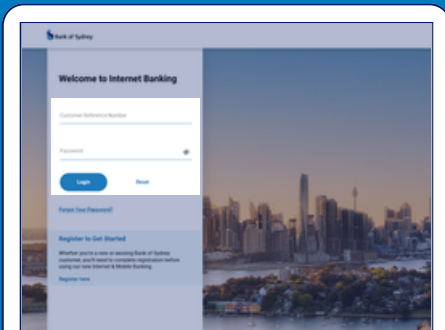 Bank of Sydney
Welcome to Internet Banking
Customer Reference Number
Password
Login Reset
Forgot Your Password?
Register to Get Started
Whether you're a new or existing Bank of Sydney
customer, you'll need to complete registration before
using our new Internet & Mobile Banking.
Register here